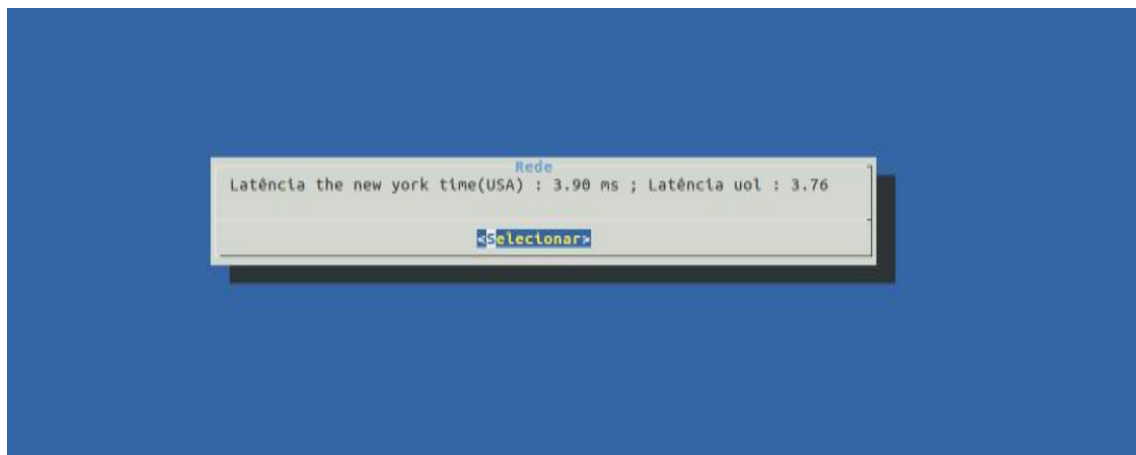 Rede
Latência the new york time(USA) : 3.90 ms ; Latência uol : 3.76
<Selecionar>